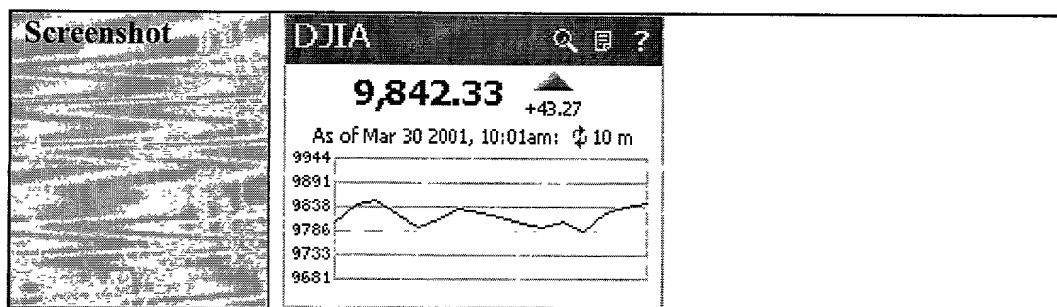 Screenshot
DJIA ?
9,842.33
+43.27
As of Mar 30 2001, 10:01am: 10 m
9944
9891
9838
9786
9733
9681